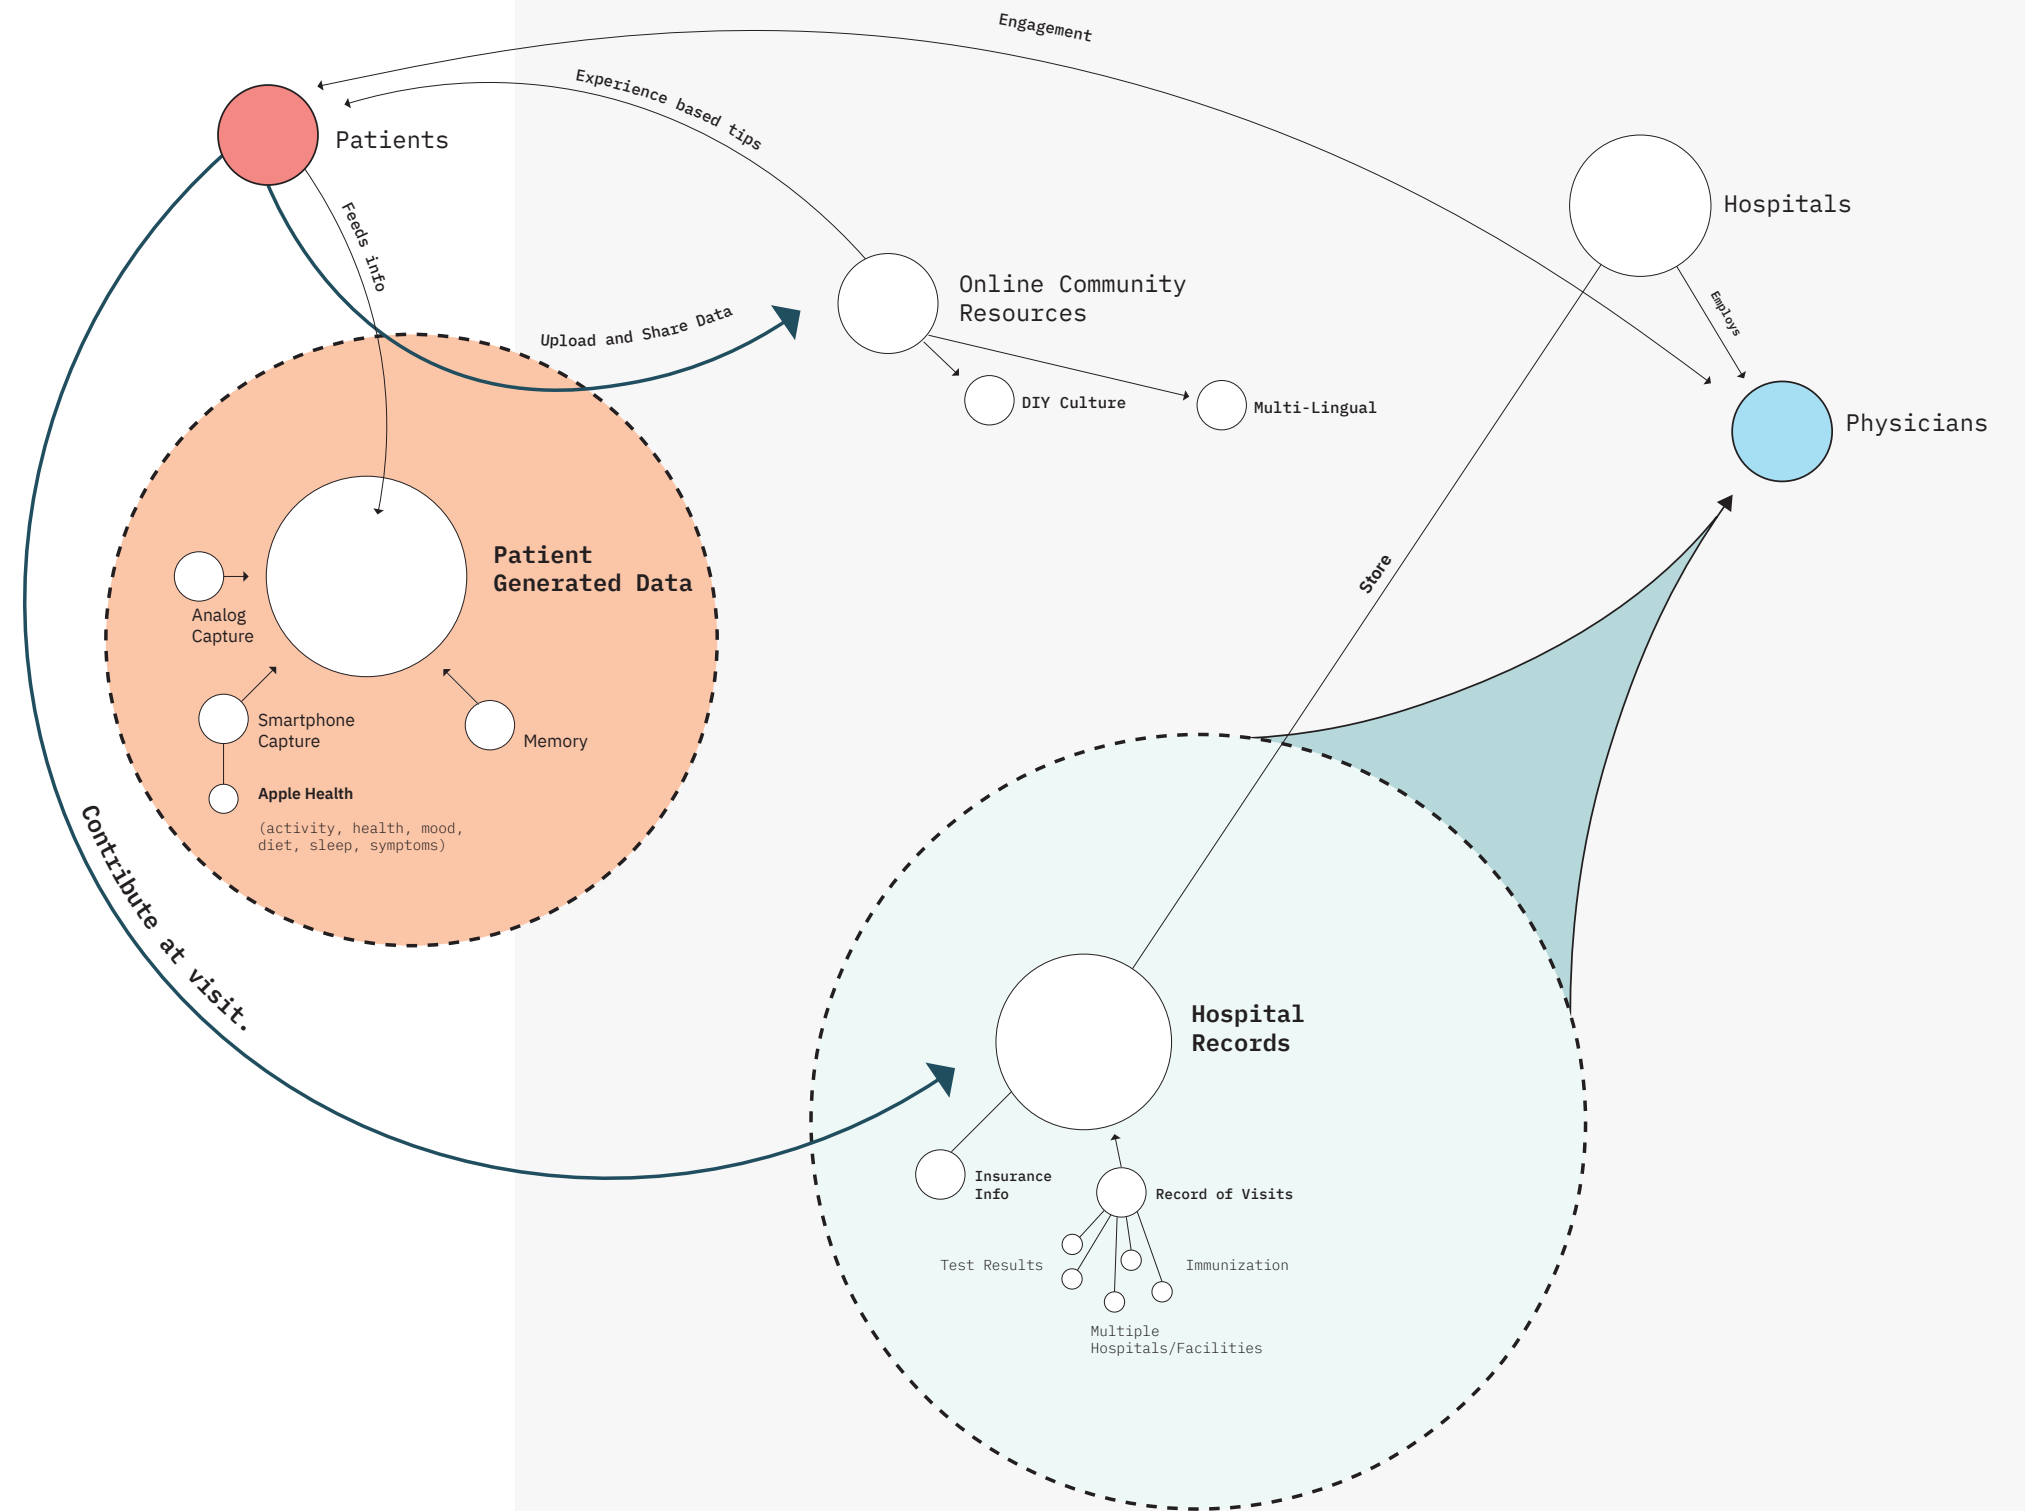 Engagement
Experience based tips
Patients
Hospitals
Feeds info
Online Community
Resources
Employs
Upload and Share Data
DIY Culture
Multi-Lingual
Physicians
Patient
Generated Data
Store
Analog
Capture
Smartphone
Capture
Memory
Apple Health
(activity, health, mood,
diet, sleep, symptoms)
Contribute at visit.
Hospital
Records
Insurance
Info
Record of Visits
Test Results
Immunization
Multiple
Hospitals/Facilities